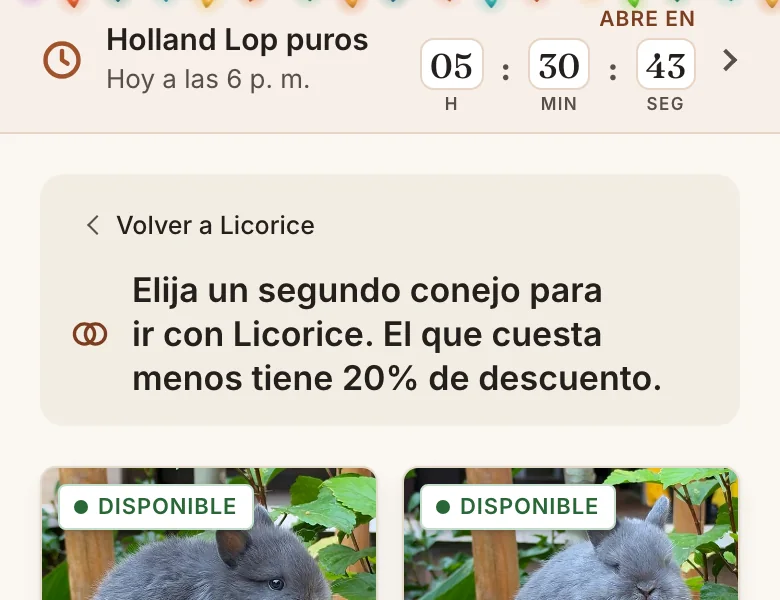 ABRE EN
Holland Lop puros
Hoy a las 6 p. m.
05 : 30 : 43
H MIN SEG
Volver a Licorice
Elija un segundo conejo para
ir con Licorice. El que cuesta
menos tiene 20% de descuento.
DISPONIBLE
DISPONIBLE